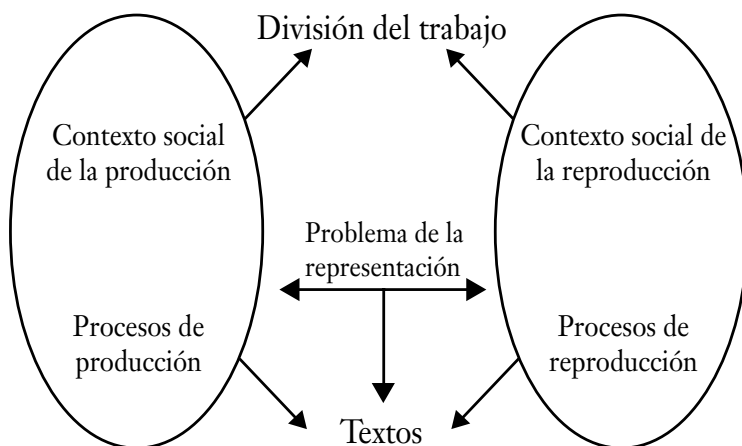 División del trabajo
Contexto social
de la producción
Contexto social de
la reproducción
Problema de la
representación
Procesos de
producción
Procesos de
reproducción
Textos